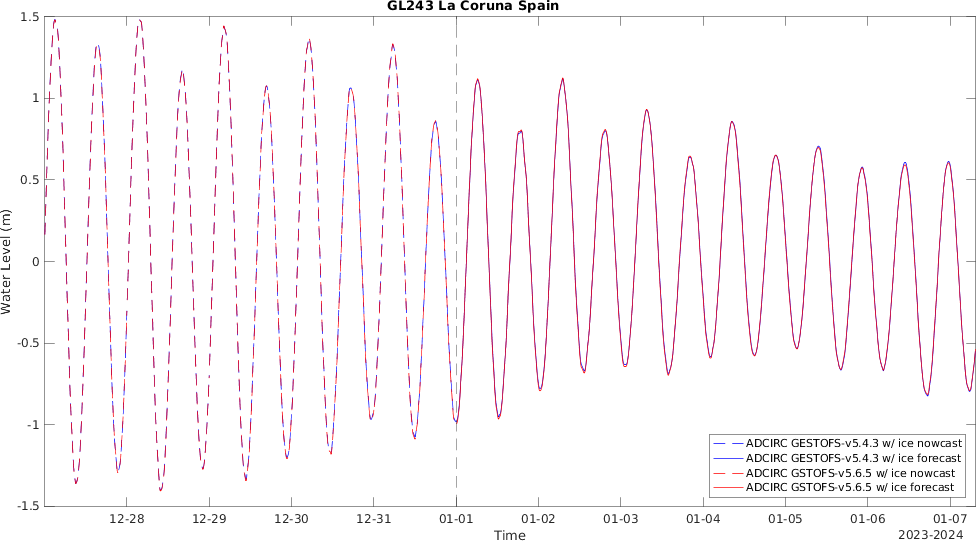 GL243 La Coruna Spain
1.5
1
0.5
0
-0.5
-1
-1.5
Water Level (m)
12-28 12-29 12-30 12-31 01-01 01-02 01-03 01-04 01-05 01-06 01-07
Time
2023-2024
ADCIRC GESTOFS-v5.4.3 w/ ice nowcast
ADCIRC GESTOFS-v5.4.3 w/ ice forecast
ADCIRC GSTOFS-v5.6.5 w/ ice nowcast
ADCIRC GSTOFS-v5.6.5 w/ ice forecast